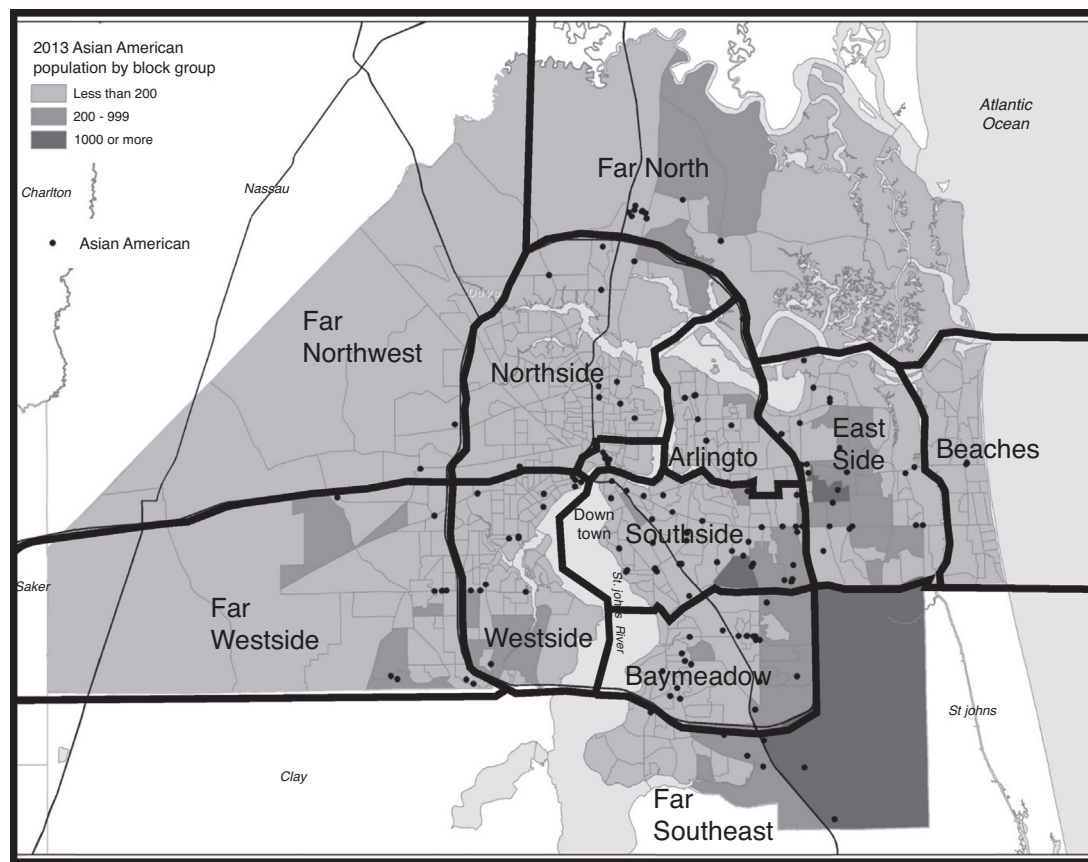 2013 Asian American
population by block group
Less than 200
200 - 999
1000 or more
Atlantic
Ocean
Charlton
Nassau
Asian American
Far North
Duval
Far
Northwest
Northside
East
Side
Beaches
Arlingto
Down
town
Southside
Saker
St. johns River
Far
Westside
Westside
Baymeadow
St johns
Clay
Far
Southeast